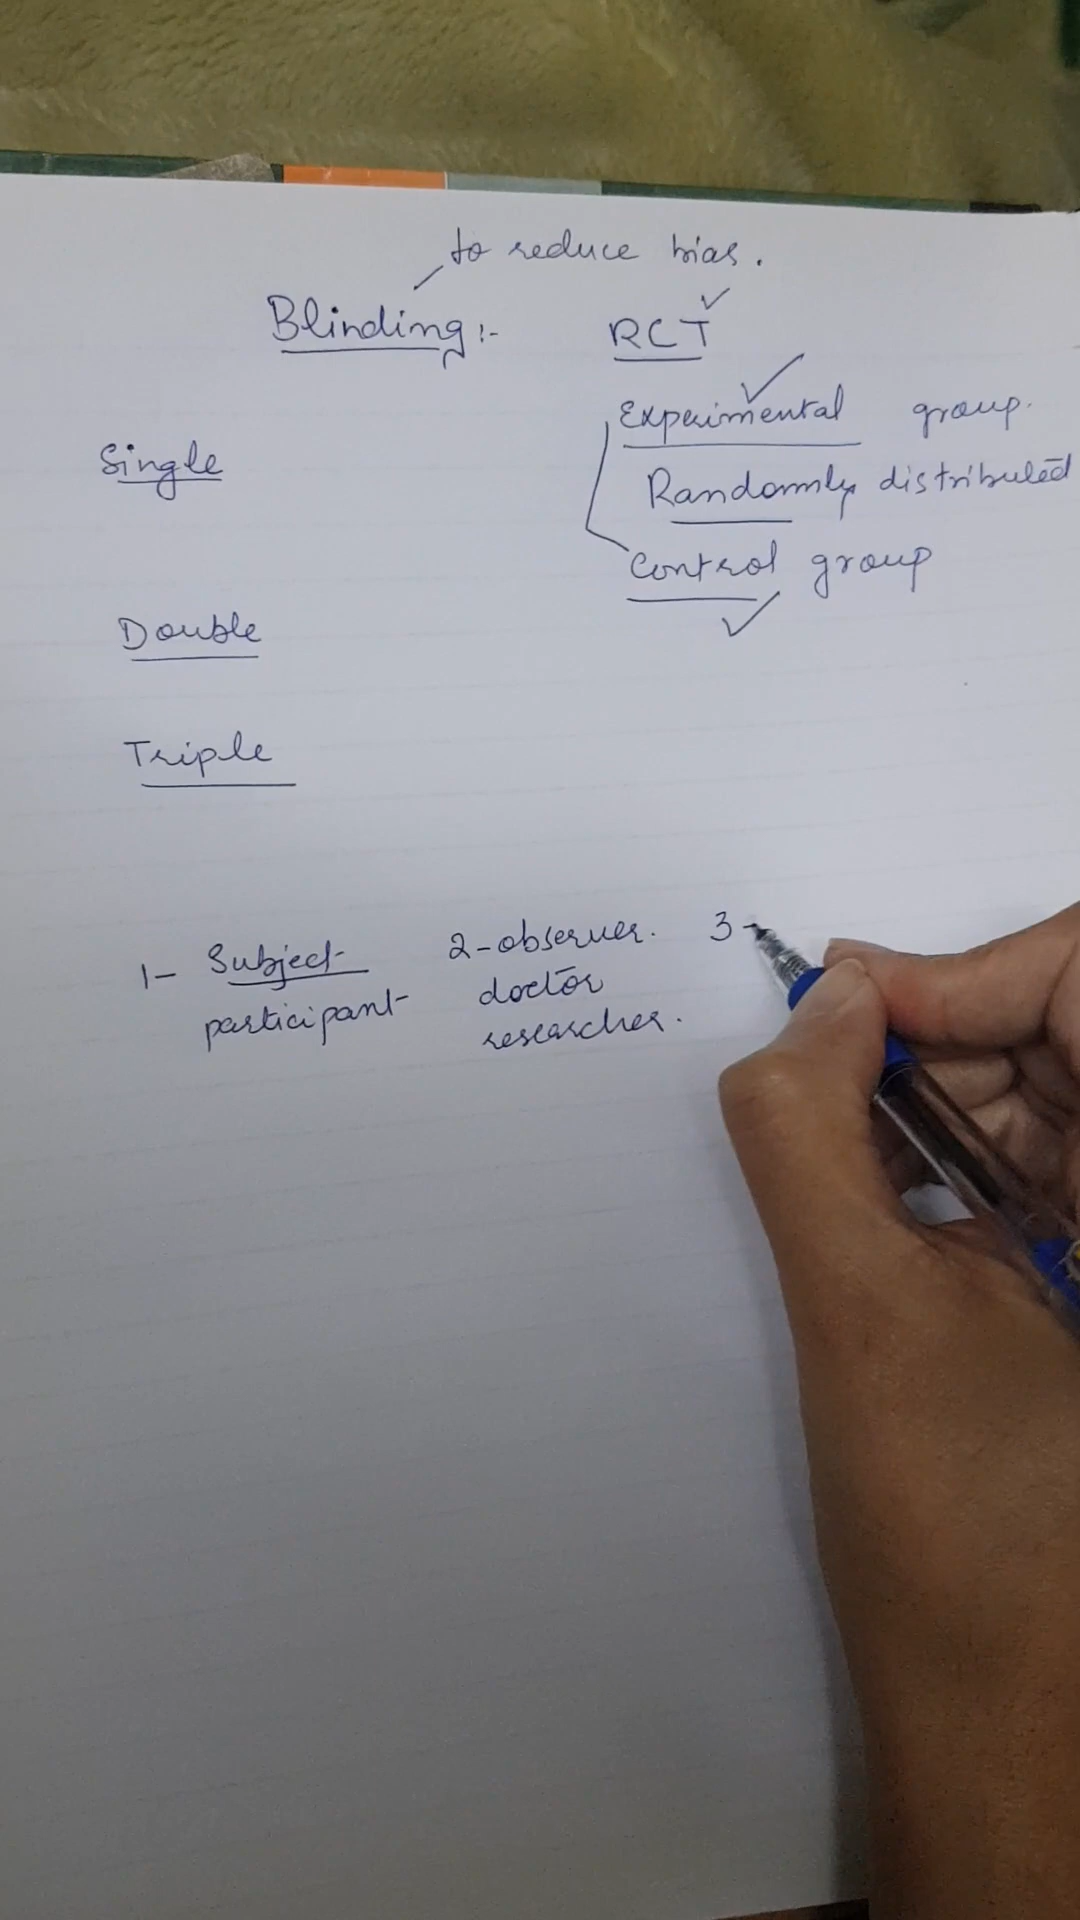 to reduce bias.
Blinding:- RCT
Experimental group.
Single
Randomly distributed
Control group
Double
Triple
1- Subject 2-observer. 3-
participant doctor
researcher.